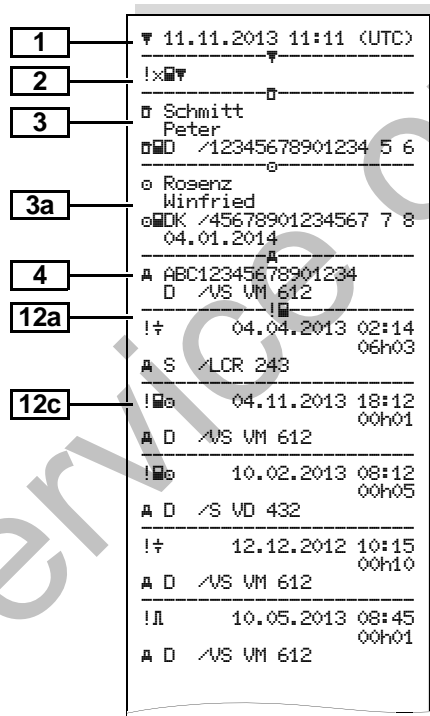 1
▼ 11.11.2013 11:11 (UTC)
2
!×▼
3
Schmitt
Peter
D /12345678901234 5 6
3a
Rogenz
Winfried
DK /45678901234567 7 8
04.01.2014
4
ABC12345678901234
D /VS VM 612
12a
! 04.04.2013 02:14
06h03
S /LCR 243
12c
! 04.11.2013 18:12
00h01
D /VS VM 612
! 10.02.2013 08:12
00h05
D /S VD 432
! 12.12.2012 10:15
00h10
D /VS VM 612
! 10.05.2013 08:45
00h01
D /VS VM 612
service